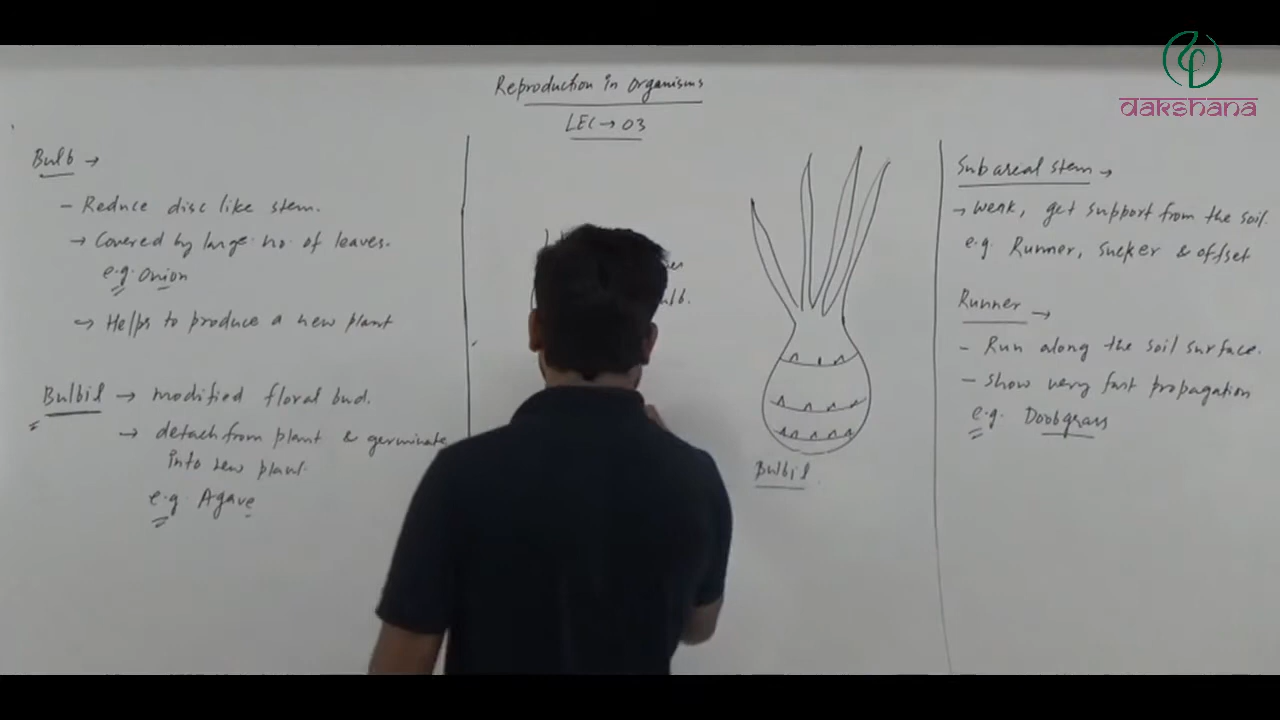 Reproduction in organisms
LEC → 03
Bulb →
- Reduce disc like stem.
→ Covered by large no. of leaves.
e.g. Onion
↪ Helps to produce a new plant
Bulbil → modified floral bud.
→ detach from plant & germinate
into new plant.
e.g. Agave
Bulbil
Subareal stem →
→ weak, get support from the soil.
e.g. Runner, sucker & offset
Runner →
- Run along the soil surface.
- show very fast propagation
e.g. Doobgrass
dakshana